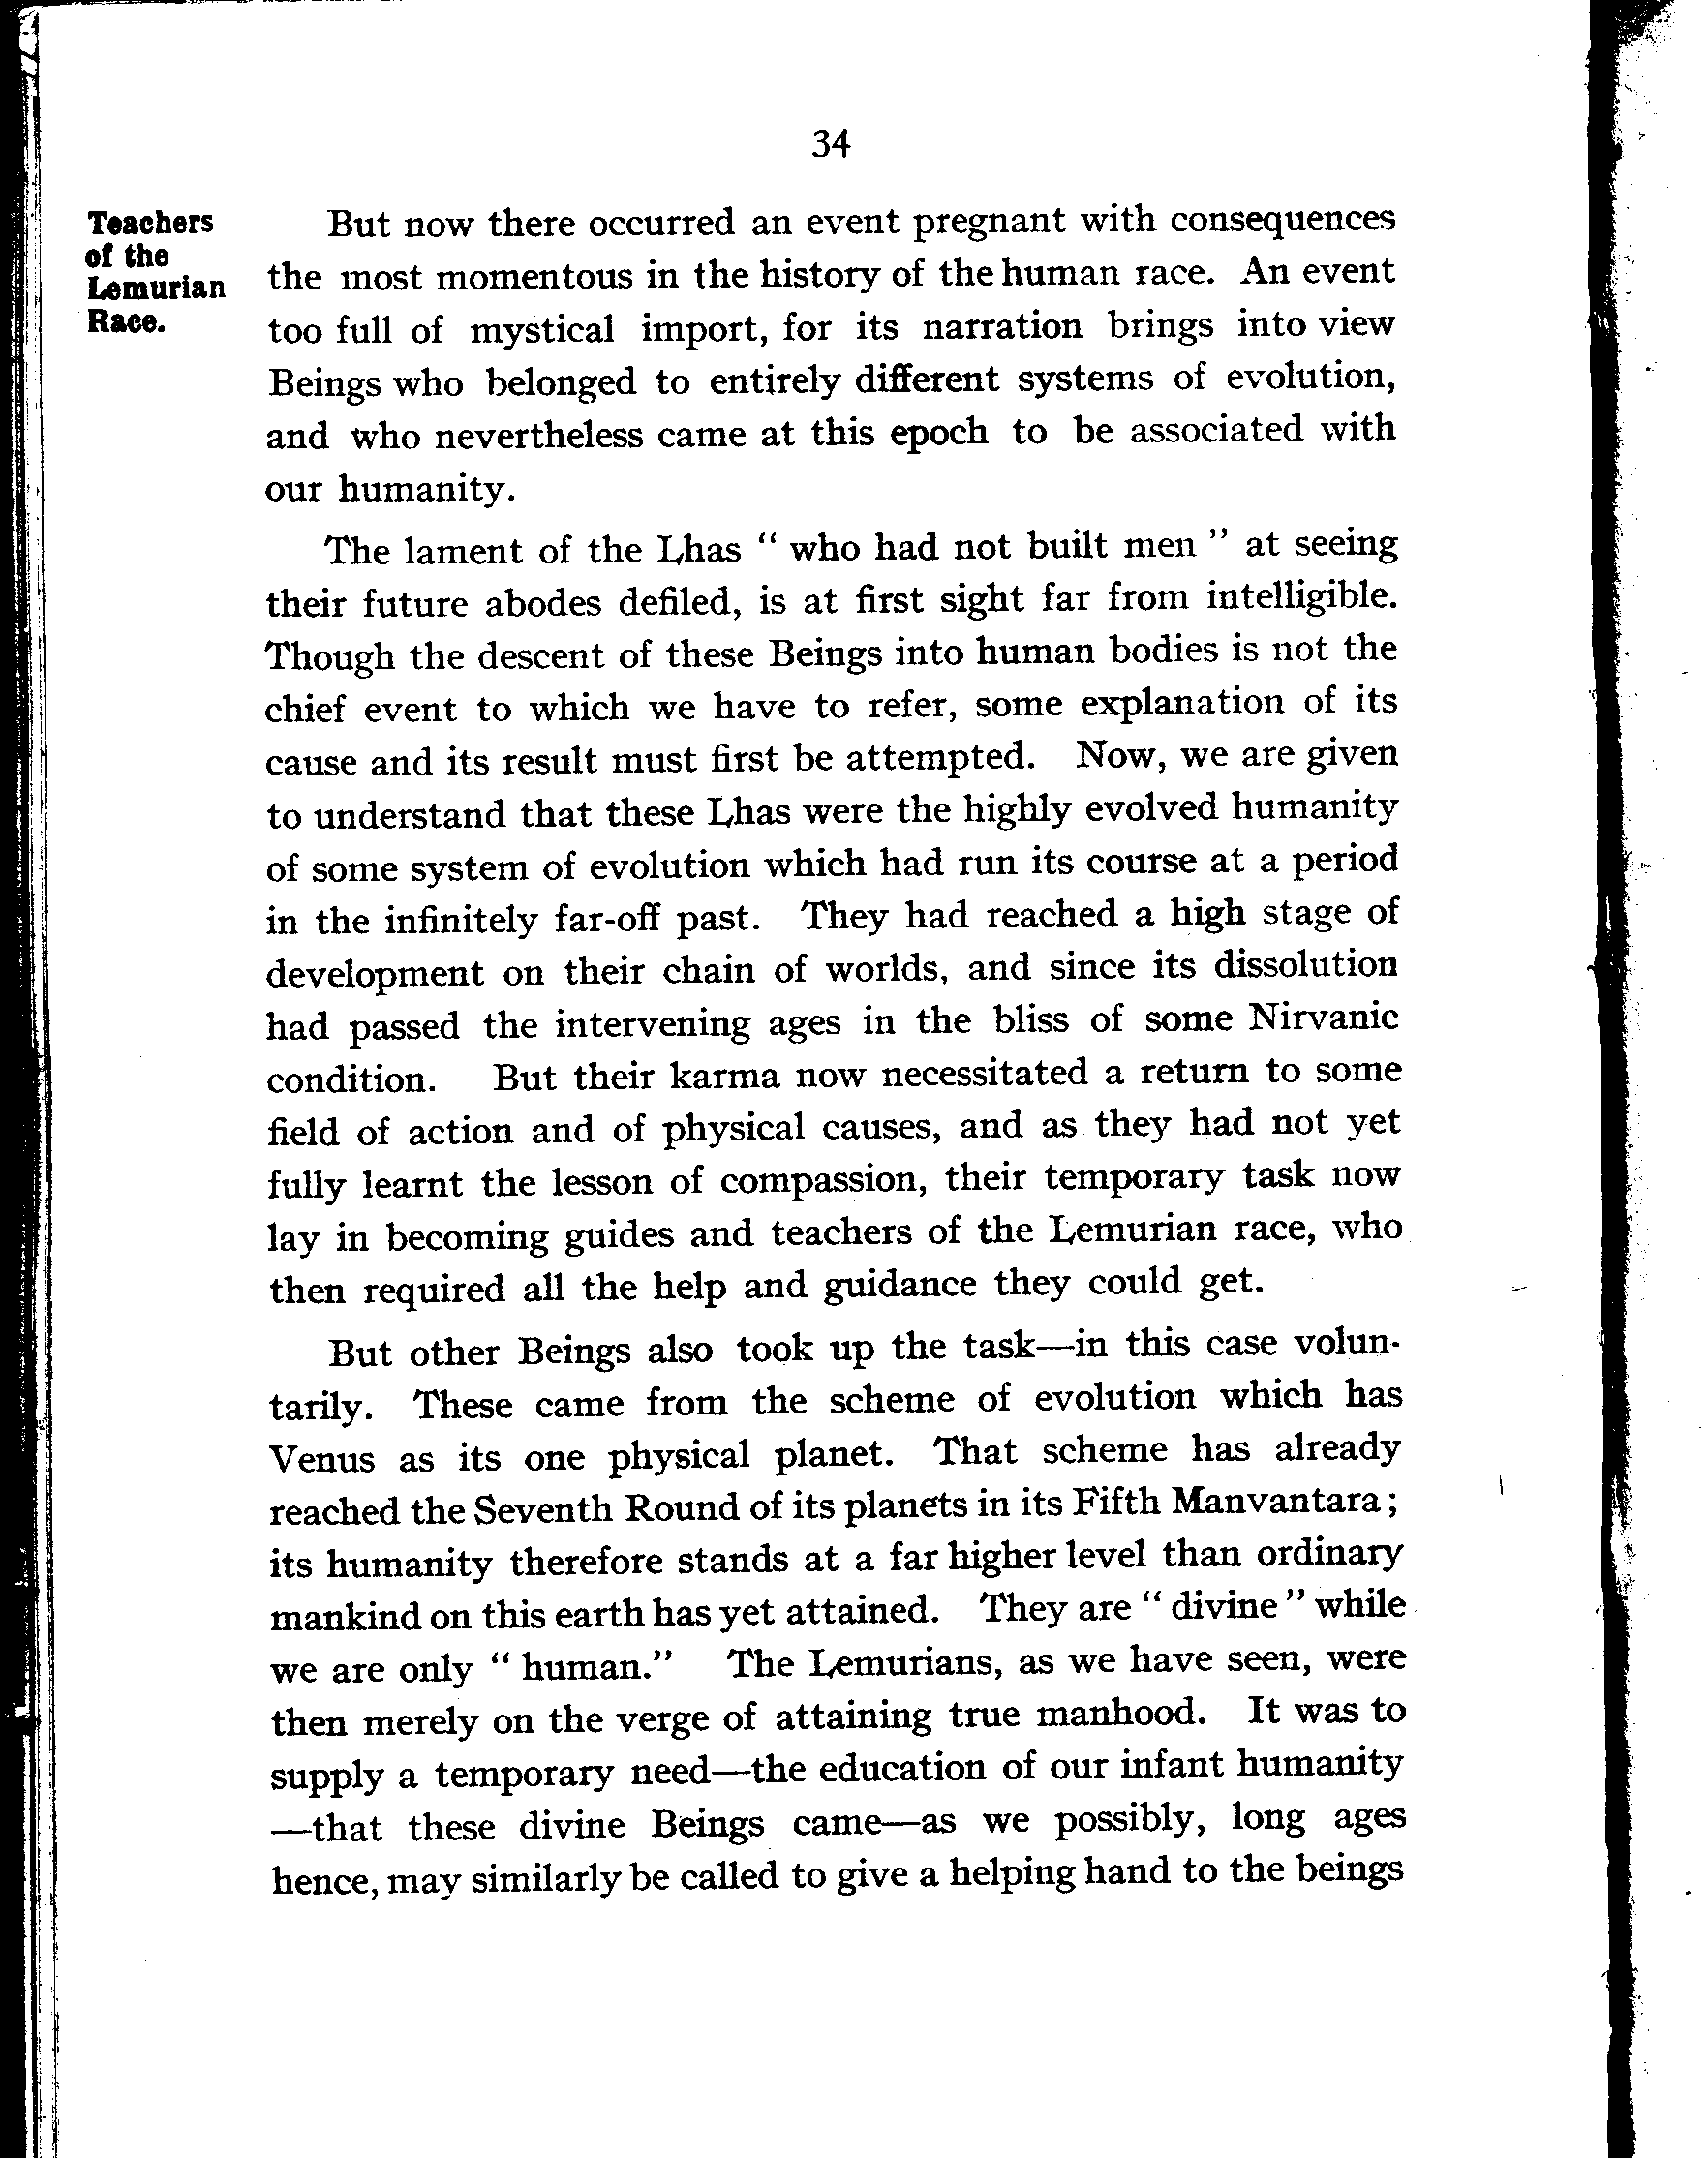 34
Teachers
of the
Lemurian
Race.
But now there occurred an event pregnant with consequences
the most momentous in the history of the human race. An event
too full of mystical import, for its narration brings into view
Beings who belonged to entirely different systems of evolution,
and who nevertheless came at this epoch to be associated with
our humanity.
The lament of the Lhas “ who had not built men ” at seeing
their future abodes defiled, is at first sight far from intelligible.
Though the descent of these Beings into human bodies is not the
chief event to which we have to refer, some explanation of its
cause and its result must first be attempted. Now, we are given
to understand that these Lhas were the highly evolved humanity
of some system of evolution which had run its course at a period
in the infinitely far-off past. They had reached a high stage of
development on their chain of worlds, and since its dissolution
had passed the intervening ages in the bliss of some Nirvanic
condition. But their karma now necessitated a return to some
field of action and of physical causes, and as they had not yet
fully learnt the lesson of compassion, their temporary task now
lay in becoming guides and teachers of the Lemurian race, who
then required all the help and guidance they could get.
But other Beings also took up the task—in this case volun-
tarily. These came from the scheme of evolution which has
Venus as its one physical planet. That scheme has already
reached the Seventh Round of its planets in its Fifth Manvantara ;
its humanity therefore stands at a far higher level than ordinary
mankind on this earth has yet attained. They are “ divine ” while
we are only “ human.” The Lemurians, as we have seen, were
then merely on the verge of attaining true manhood. It was to
supply a temporary need—the education of our infant humanity
—that these divine Beings came—as we possibly, long ages
hence, may similarly be called to give a helping hand to the beings